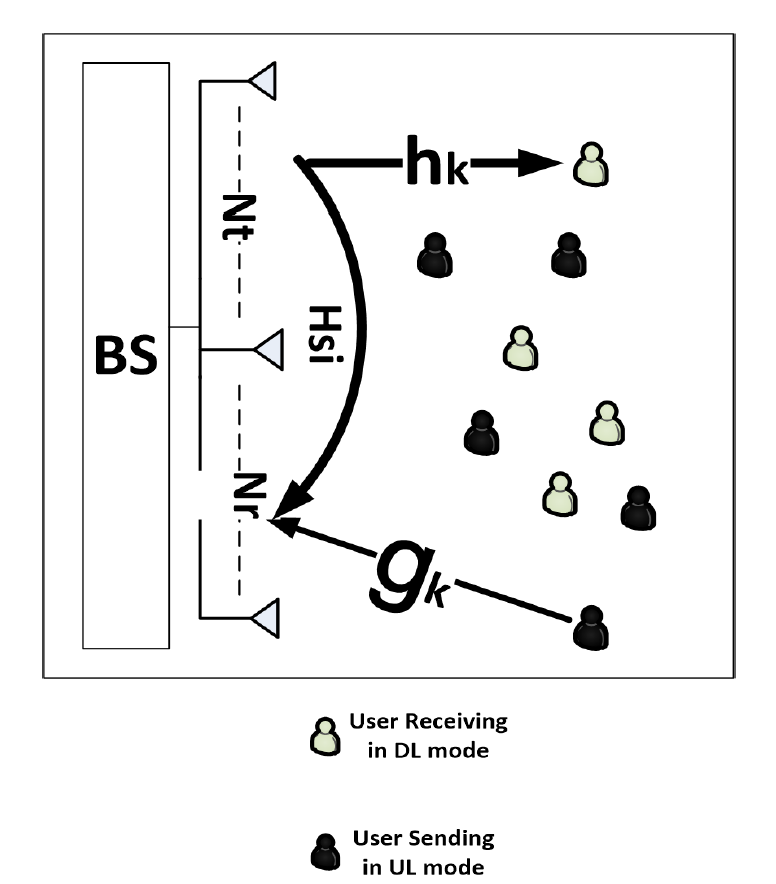 hk
Nt
Hsi
BS
Nr
gk
User Receiving
in DL mode
User Sending
in UL mode